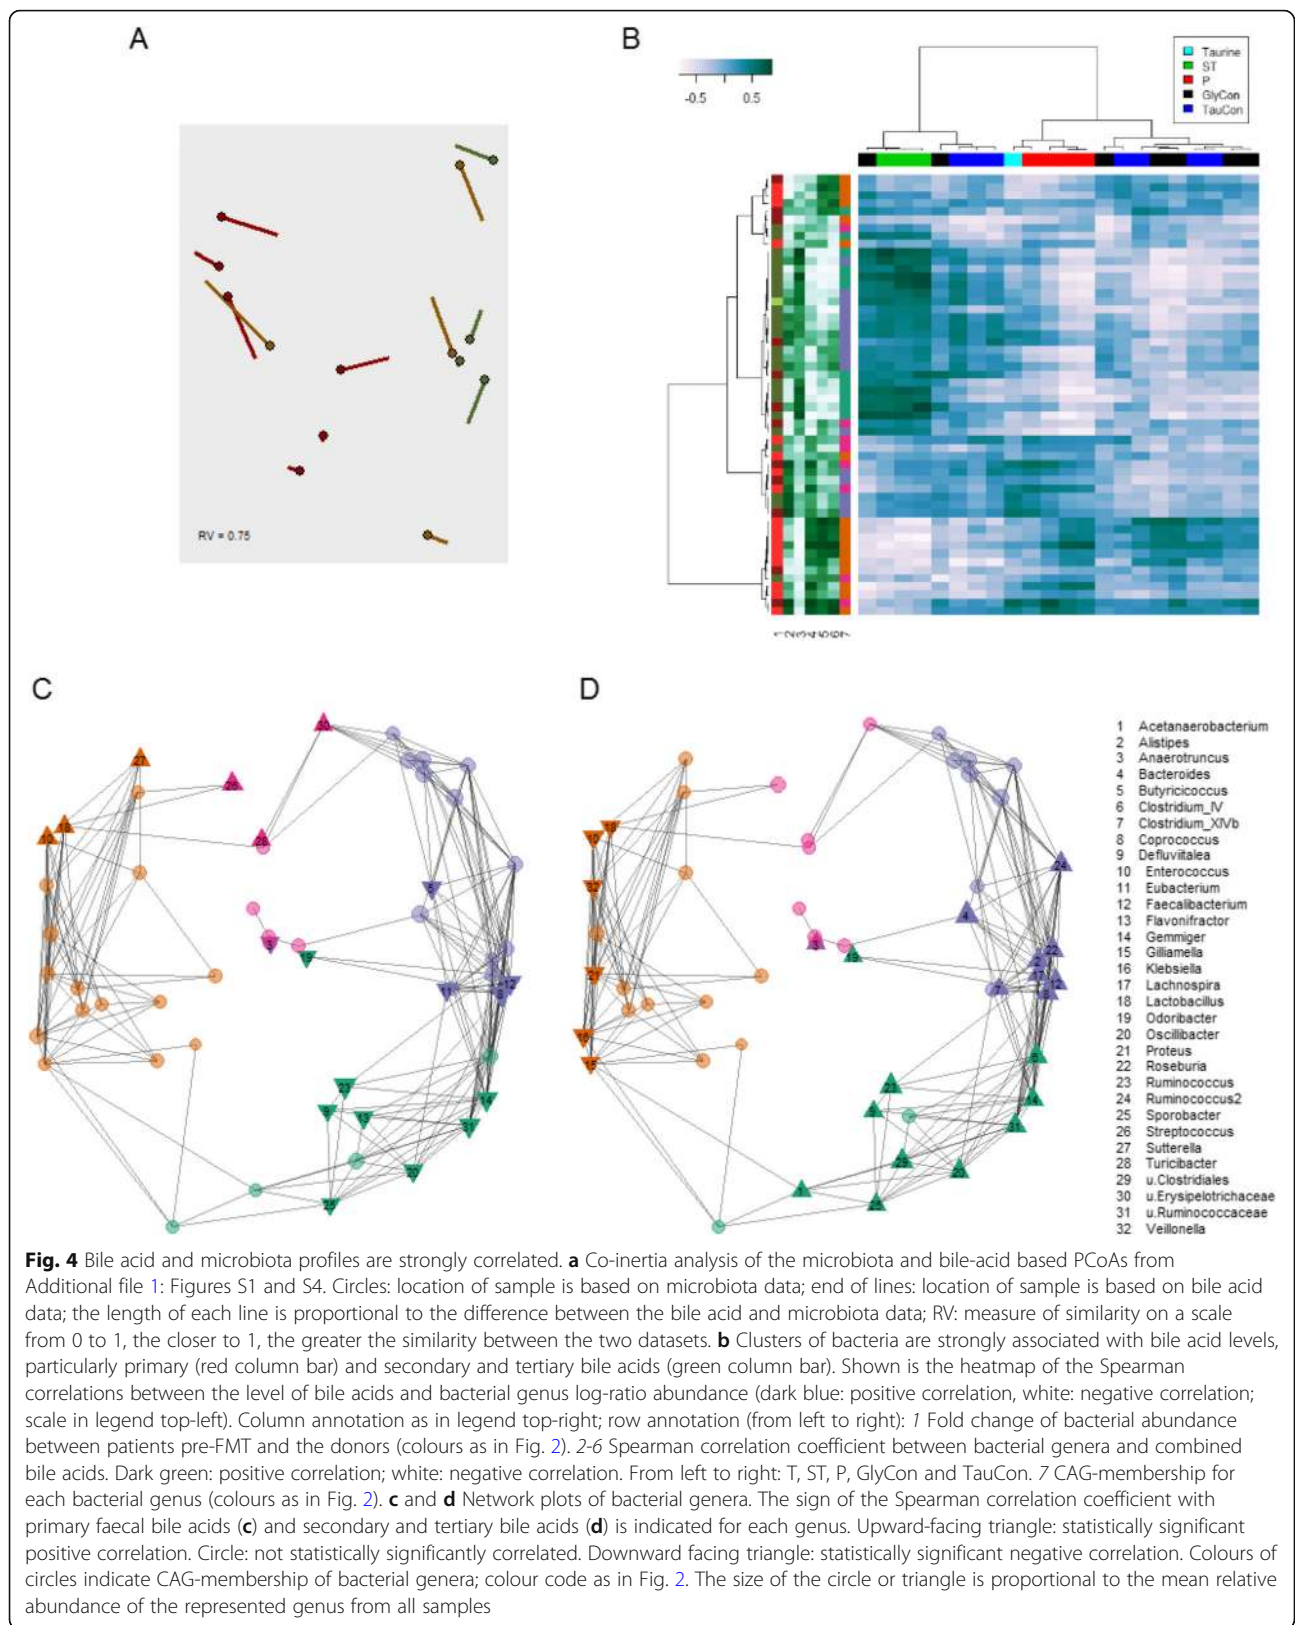 A
B
Taurine
ST
P
GlyCon
TauCon
-0.5 0.5
RV = 0.75
1 2 3 4 5 6 7
C
D
1 Acetanaerobacterium
2 Alistipes
3 Anaerotruncus
4 Bacteroides
5 Butyricicoccus
6 Clostridium_IV
7 Clostridium_XIVb
8 Coprococcus
9 Defluviitalea
10 Enterococcus
11 Eubacterium
12 Faecalibacterium
13 Flavonifractor
14 Gemmiger
15 Gilliamella
16 Klebsiella
17 Lachnospira
18 Lactobacillus
19 Odoribacter
20 Oscillibacter
21 Proteus
22 Roseburia
23 Ruminococcus
24 Ruminococcus2
25 Sporobacter
26 Streptococcus
27 Sutterella
28 Turicibacter
29 u.Clostridiales
30 u.Erysipelotrichaceae
31 u.Ruminococcaceae
32 Veillonella
Fig. 4 Bile acid and microbiota profiles are strongly correlated. a Co-inertia analysis of the microbiota and bile-acid based PCoAs from
Additional file 1: Figures S1 and S4. Circles: location of sample is based on microbiota data; end of lines: location of sample is based on bile acid
data; the length of each line is proportional to the difference between the bile acid and microbiota data; RV: measure of similarity on a scale
from 0 to 1, the closer to 1, the greater the similarity between the two datasets. b Clusters of bacteria are strongly associated with bile acid levels,
particularly primary (red column bar) and secondary and tertiary bile acids (green column bar). Shown is the heatmap of the Spearman
correlations between the level of bile acids and bacterial genus log-ratio abundance (dark blue: positive correlation, white: negative correlation;
scale in legend top-left). Column annotation as in legend top-right; row annotation (from left to right): 1 Fold change of bacterial abundance
between patients pre-FMT and the donors (colours as in Fig. 2). 2-6 Spearman correlation coefficient between bacterial genera and combined
bile acids. Dark green: positive correlation; white: negative correlation. From left to right: T, ST, P, GlyCon and TauCon. 7 CAG-membership for
each bacterial genus (colours as in Fig. 2). c and d Network plots of bacterial genera. The sign of the Spearman correlation coefficient with
primary faecal bile acids (c) and secondary and tertiary bile acids (d) is indicated for each genus. Upward-facing triangle: statistically significant
positive correlation. Circle: not statistically significantly correlated. Downward facing triangle: statistically significant negative correlation. Colours of
circles indicate CAG-membership of bacterial genera; colour code as in Fig. 2. The size of the circle or triangle is proportional to the mean relative
abundance of the represented genus from all samples